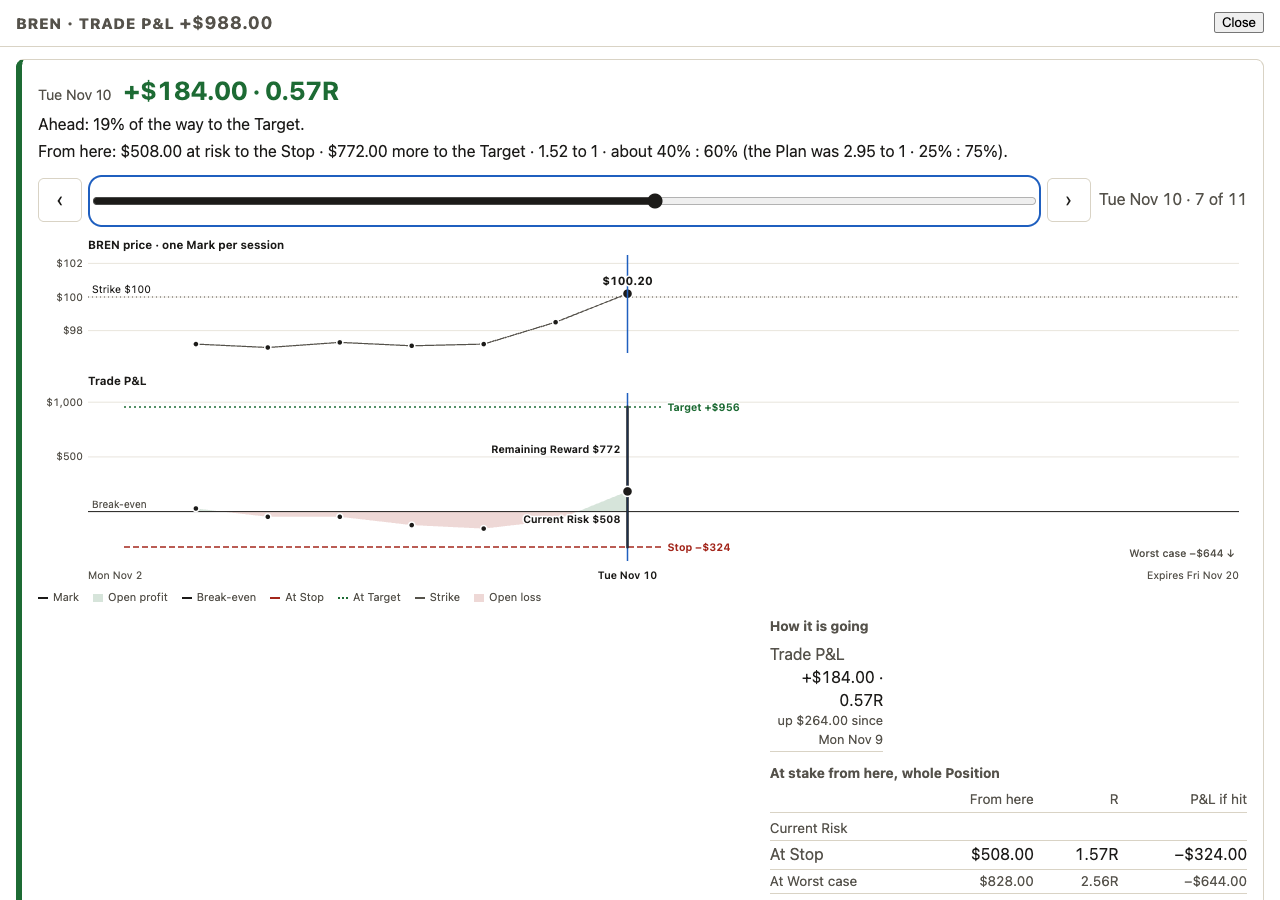 BREN · TRADE P&L +$988.00
Close
Tue Nov 10 +$184.00 · 0.57R
Ahead: 19% of the way to the Target.
From here: $508.00 at risk to the Stop · $772.00 more to the Target · 1.52 to 1 · about 40% : 60% (the Plan was 2.95 to 1 · 25% : 75%).
‹
›
Tue Nov 10 · 7 of 11
BREN price · one Mark per session
$102
$100.20
Strike $100
$100
$98
Trade P&L
$1,000
Target +$956
Remaining Reward $772
$500
Break-even
Current Risk $508
Stop −$324
Worst case −$644 ↓
Mon Nov 2
Tue Nov 10
Expires Fri Nov 20
Mark Open profit Break-even At Stop At Target Strike Open loss
How it is going
Trade P&L
+$184.00 ·
0.57R
up $264.00 since
Mon Nov 9
At stake from here, whole Position
From here R P&L if hit
Current Risk
At Stop $508.00 1.57R −$324.00
At Worst case $828.00 2.56R −$644.00